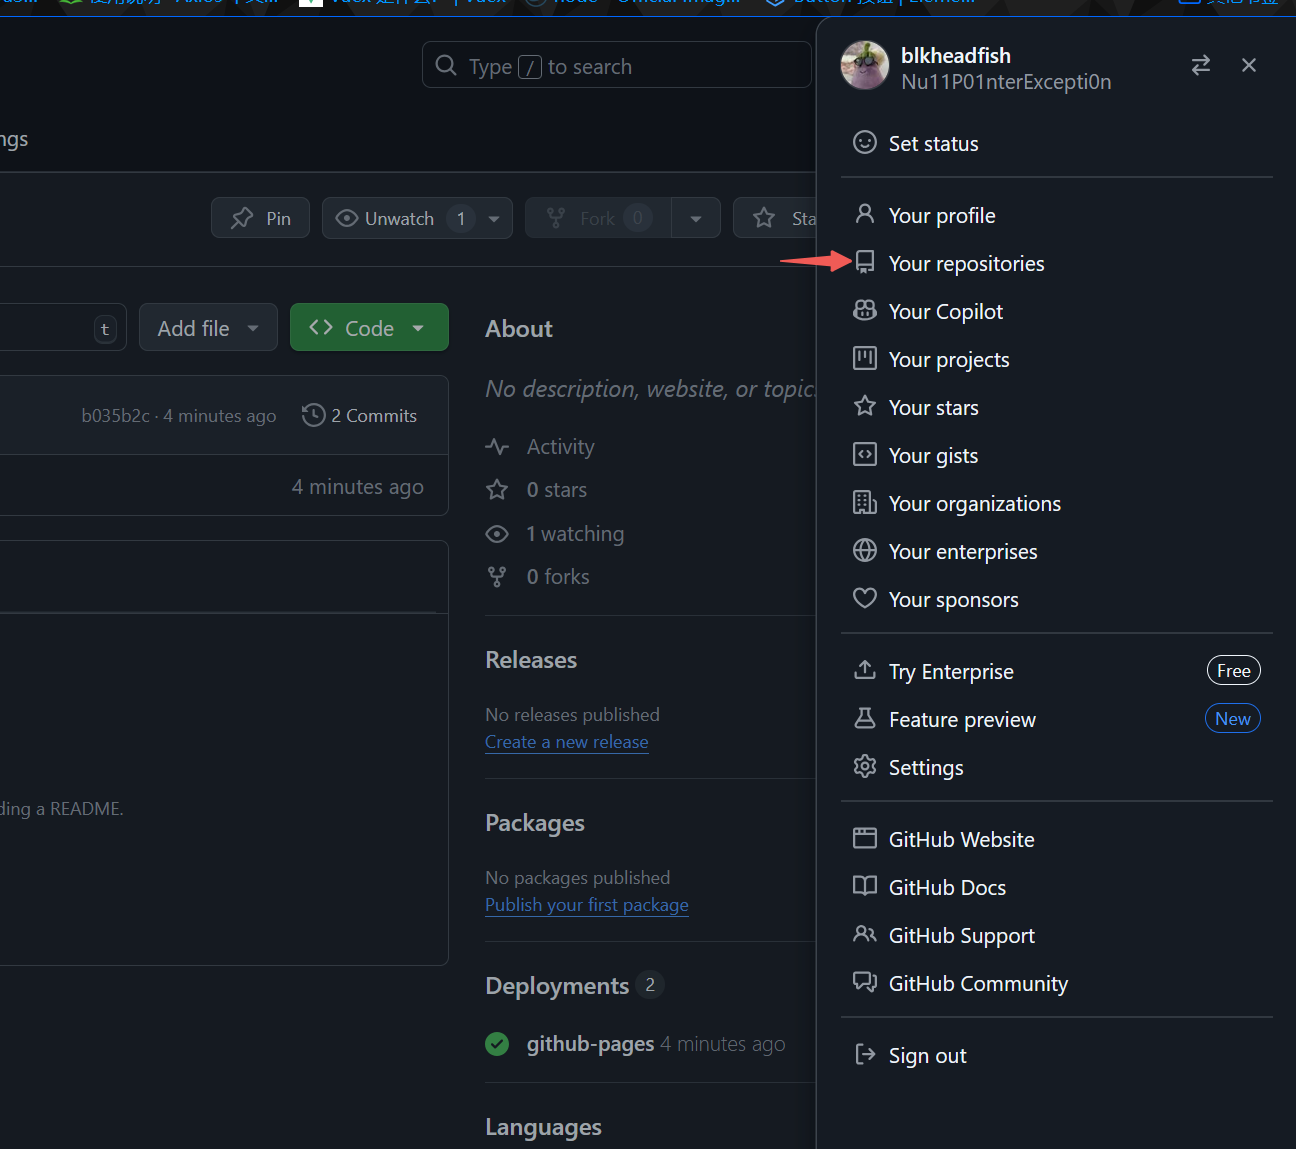 Type / to search
ngs
Pin
Unwatch 1
Fork 0
Sta
t
Add file
Code
b035b2c · 4 minutes ago
2 Commits
4 minutes ago
ding a README.
About
No description, website, or topics
Activity
0 stars
1 watching
0 forks
Releases
No releases published
Create a new release
Packages
No packages published
Publish your first package
Deployments 2
github-pages 4 minutes ago
Languages
blkheadfish
Nu11P01nterExcepti0n
Set status
Your profile
Your repositories
Your Copilot
Your projects
Your stars
Your gists
Your organizations
Your enterprises
Your sponsors
Try Enterprise Free
Feature preview New
Settings
GitHub Website
GitHub Docs
GitHub Support
GitHub Community
Sign out